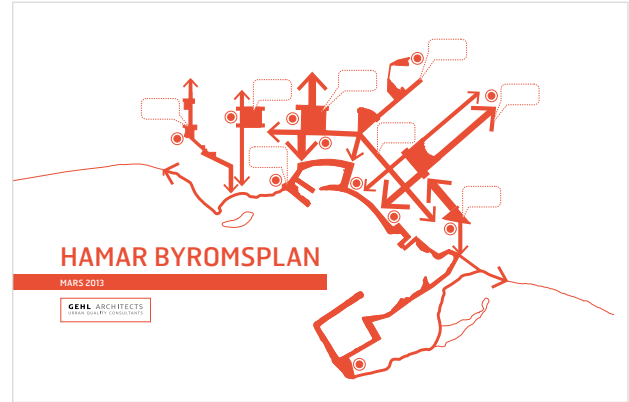 HAMAR BYROMSPLAN
MARS 2013
GEHL ARCHITECTS
URBAN QUALITY CONSULTANTS